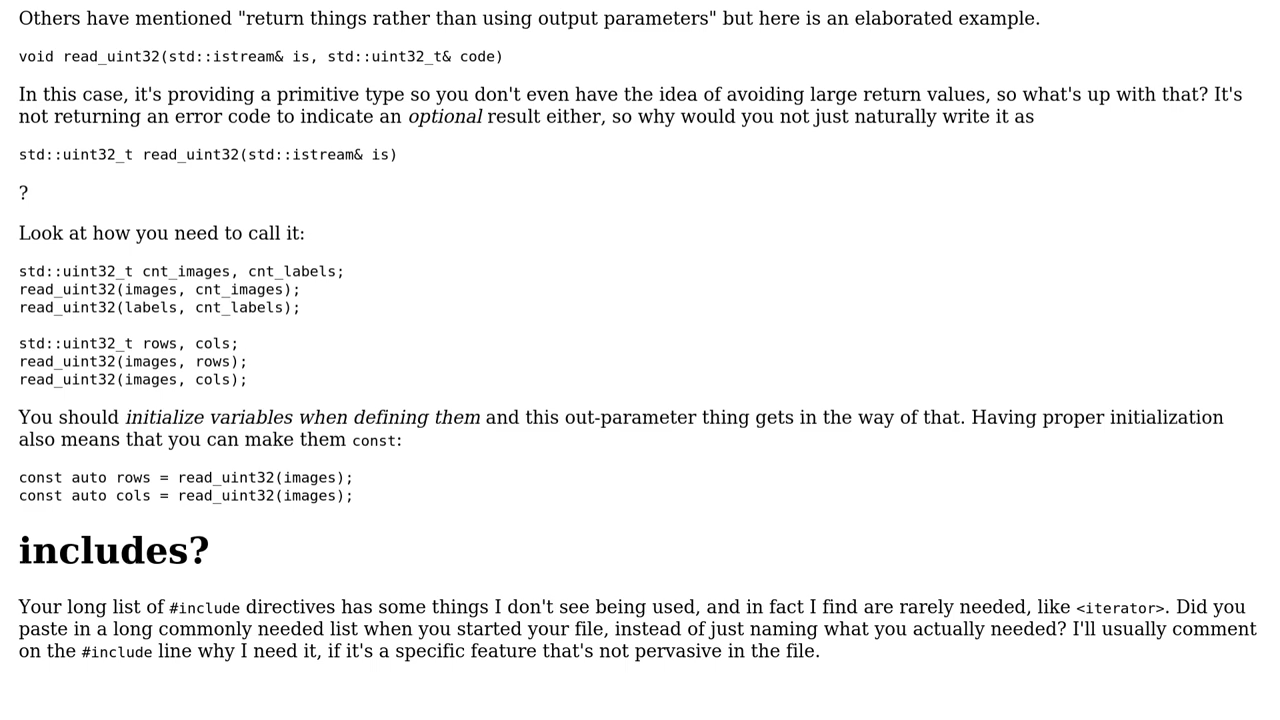 Others have mentioned "return things rather than using output parameters" but here is an elaborated example.
void read_uint32(std::istream& is, std::uint32_t& code)
In this case, it's providing a primitive type so you don't even have the idea of avoiding large return values, so what's up with that? It's
not returning an error code to indicate an optional result either, so why would you not just naturally write it as
std::uint32_t read_uint32(std::istream& is)
?
Look at how you need to call it:
std::uint32_t cnt_images, cnt_labels;
read_uint32(images, cnt_images);
read_uint32(labels, cnt_labels);
std::uint32_t rows, cols;
read_uint32(images, rows);
read_uint32(images, cols);
You should initialize variables when defining them and this out-parameter thing gets in the way of that. Having proper initialization
also means that you can make them const:
const auto rows = read_uint32(images);
const auto cols = read_uint32(images);
includes?
Your long list of #include directives has some things I don't see being used, and in fact I find are rarely needed, like <iterator>. Did you
paste in a long commonly needed list when you started your file, instead of just naming what you actually needed? I'll usually comment
on the #include line why I need it, if it's a specific feature that's not pervasive in the file.